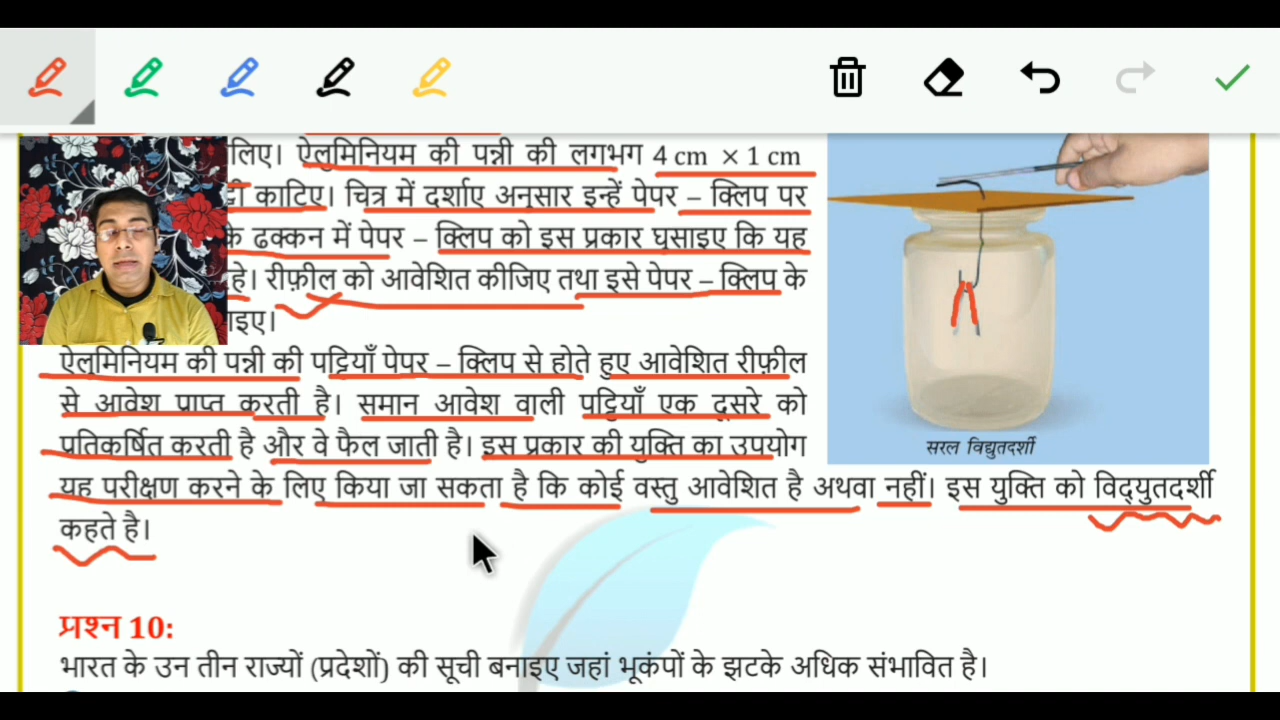 लिए। ऐलुमिनियम की पन्नी की लगभग 4 cm × 1 cm
काटिए। चित्र में दर्शाए अनुसार इन्हें पेपर – क्लिप पर
के ढक्कन में पेपर – क्लिप को इस प्रकार घुसाइए कि यह
रहे। रीफ़ील को आवेशित कीजिए तथा इसे पेपर – क्लिप के
इए।
ऐलुमिनियम की पन्नी की पट्टियाँ पेपर – क्लिप से होते हुए आवेशित रीफ़ील
से आवेश प्राप्त करती है। समान आवेश वाली पट्टियाँ एक दूसरे को
प्रतिकर्षित करती है और वे फैल जाती है। इस प्रकार की युक्ति का उपयोग
यह परीक्षण करने के लिए किया जा सकता है कि कोई वस्तु आवेशित है अथवा नहीं। इस युक्ति को विद्युतदर्शी
कहते है।
सरल विद्युतदर्शी
प्रश्न 10:
भारत के उन तीन राज्यों (प्रदेशों) की सूची बनाइए जहां भूकंपों के झटके अधिक संभावित है।